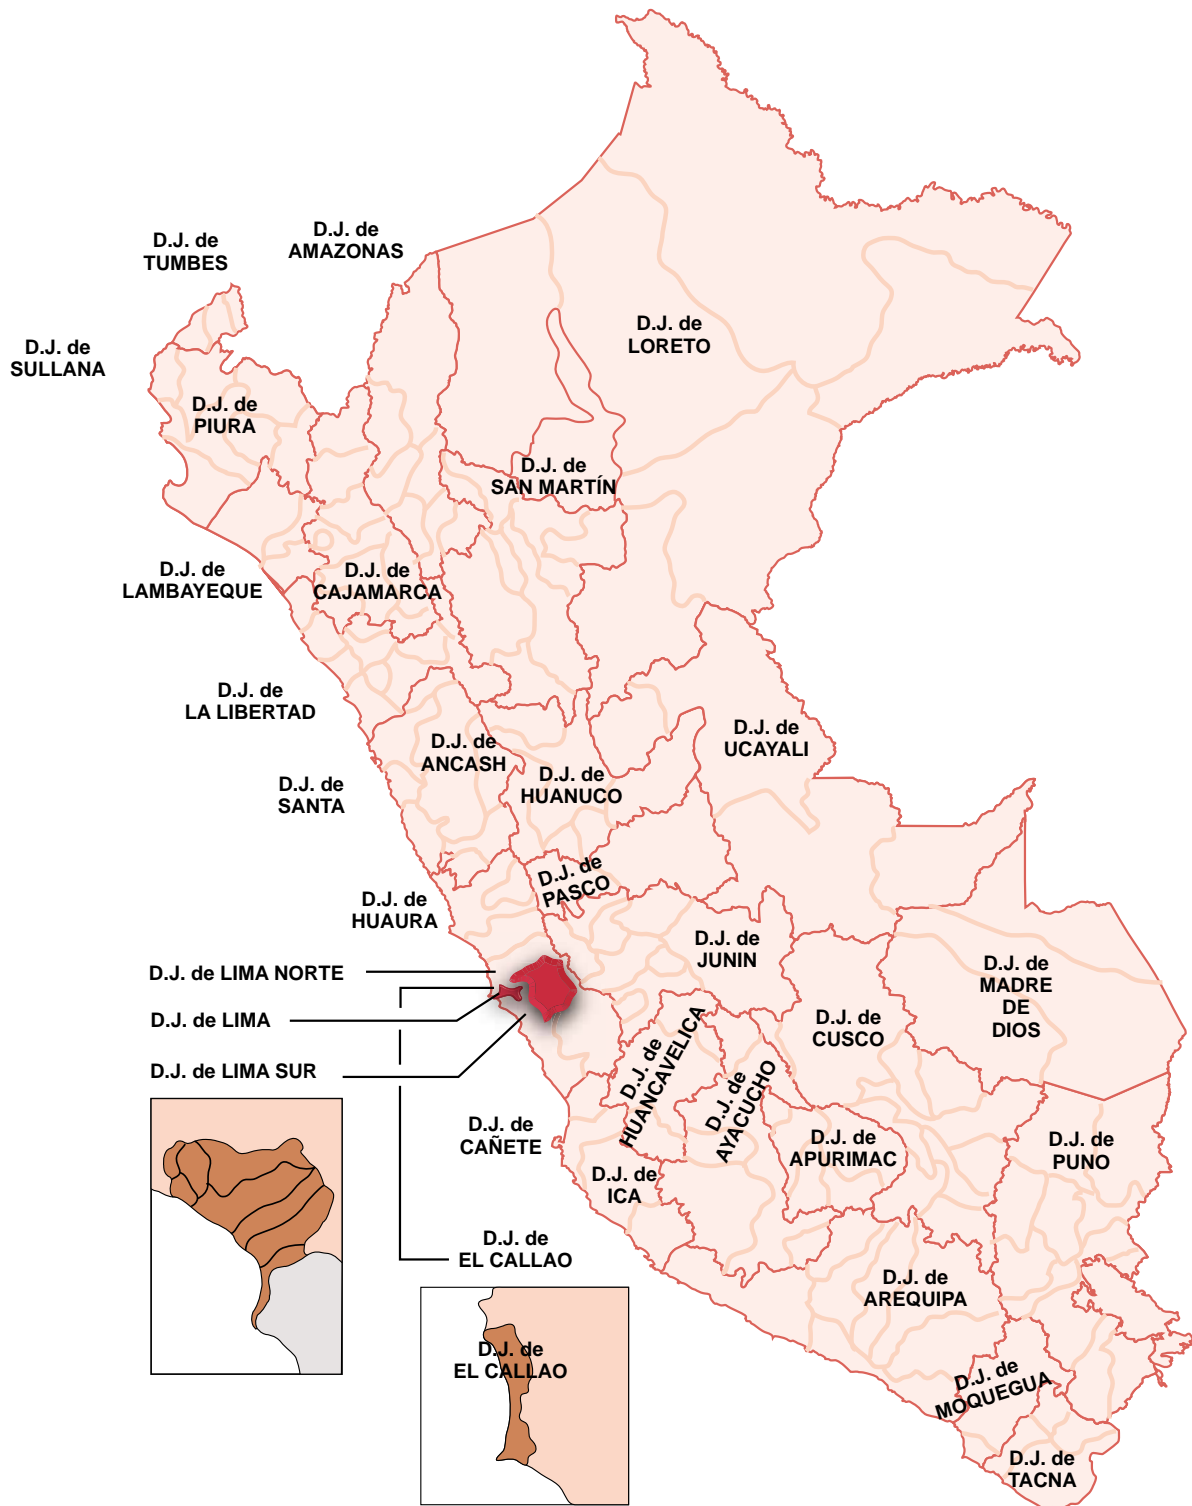 D.J. de
AMAZONAS
D.J. de
TUMBES
D.J. de
LORETO
D.J. de
SULLANA
D.J. de
PIURA
D.J. de
SAN MARTÍN
D.J. de
LAMBAYEQUE
D.J. de
CAJAMARCA
D.J. de
LA LIBERTAD
D.J. de
ANCASH
D.J. de
UCAYALI
D.J. de
HUANUCO
D.J. de
SANTA
D.J. de
PASCO
D.J. de
HUAURA
D.J. de
JUNIN
D.J. de
MADRE
DE
DIOS
D.J. de LIMA NORTE
D.J. de LIMA
D.J. de LIMA SUR
D.J. de
CUSCO
D.J. de
HUANCAVELICA
D.J. de
AYACUCHO
D.J. de
CAÑETE
D.J. de
APURIMAC
D.J. de
PUNO
D.J. de
ICA
D.J. de
EL CALLAO
D.J. de
AREQUIPA
D.J. de
EL CALLAO
D.J. de
MOQUEGUA
D.J. de
TACNA